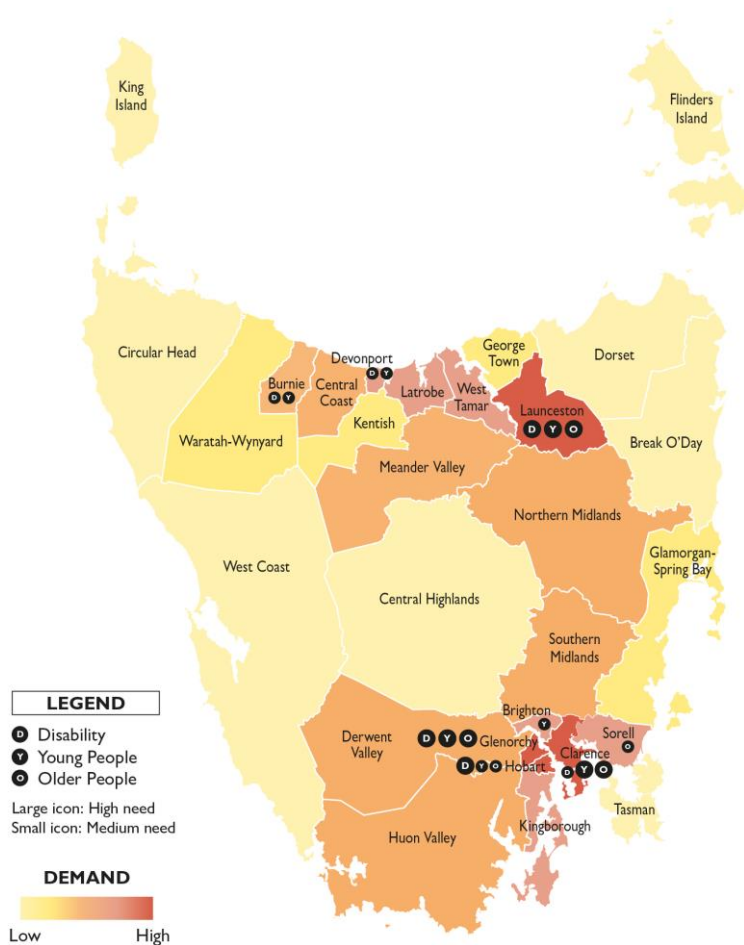 King
Island
Flinders
Island
Circular Head
Waratah-Wynyard
Burnie
D Y
Central
Coast
Devonport
D Y
Latrobe
Kentish
West
Tamar
George
Town
Launceston
D Y O
Dorset
Break O'Day
Meander Valley
Northern Midlands
West Coast
Central Highlands
Glamorgan-
Spring Bay
Southern
Midlands
Derwent
Valley
D Y O Glenorchy
D Y O Hobart
Brighton
Y
Sorell
O
Clarence
D Y O
Tasman
Kingborough
Huon Valley
LEGEND
D Disability
Y Young People
O Older People
Large icon: High need
Small icon: Medium need
DEMAND
Low High